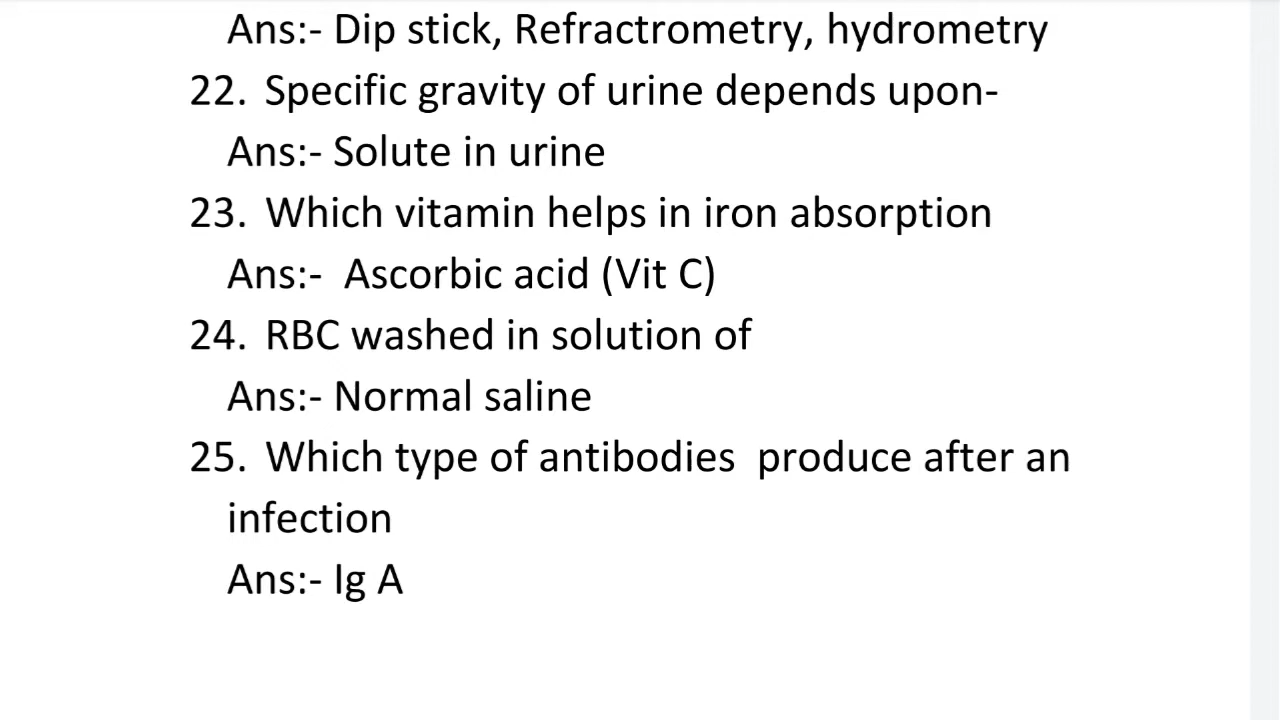 Ans:- Dip stick, Refractrometry, hydrometry
22. Specific gravity of urine depends upon-
Ans:- Solute in urine
23. Which vitamin helps in iron absorption
Ans:-  Ascorbic acid (Vit C)
24. RBC washed in solution of
Ans:- Normal saline
25. Which type of antibodies  produce after an
infection
Ans:- Ig A